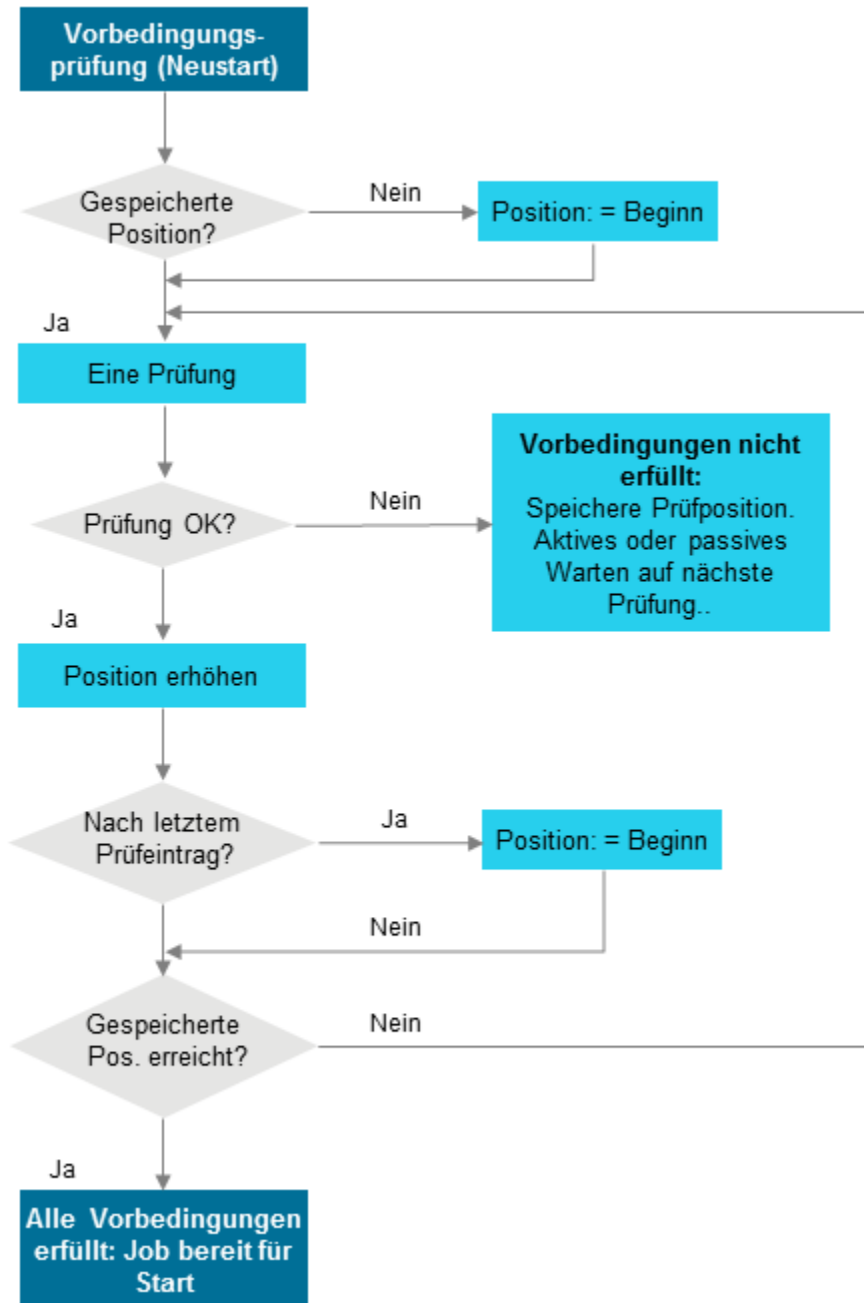 Vorbedingungs-
prüfung (Neustart)
Gespeicherte
Position?
Nein
Position: = Beginn
Ja
Eine Prüfung
Prüfung OK?
Nein
Vorbedingungen nicht
erfüllt:
Speichere Prüfposition.
Aktives oder passives
Warten auf nächste
Prüfung..
Ja
Position erhöhen
Nach letztem
Prüfeintrag?
Ja
Position: = Beginn
Nein
Gespeicherte
Pos. erreicht?
Nein
Ja
Alle Vorbedingungen
erfüllt: Job bereit für
Start